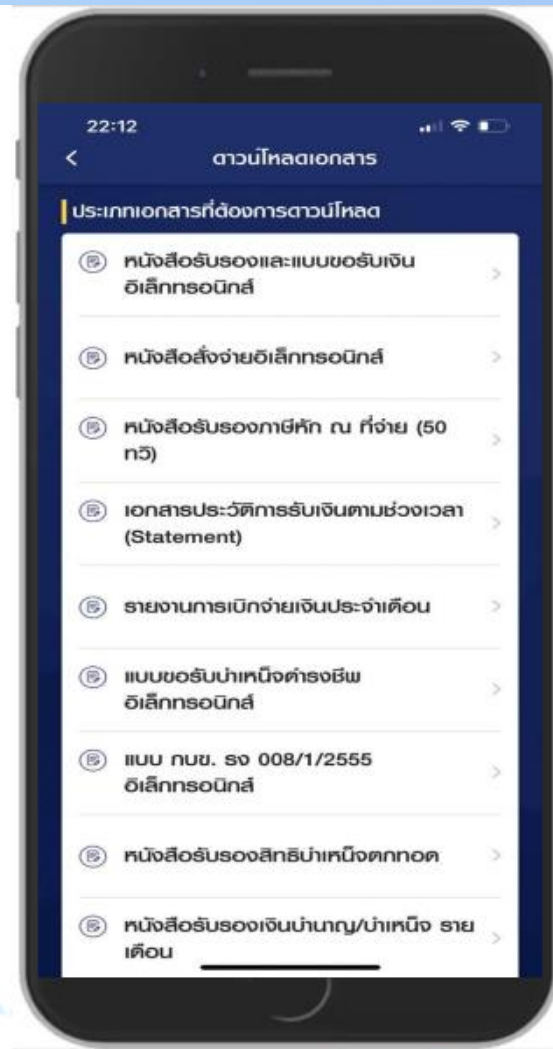 22:12
ดาวน์โหลดเอกสาร
ประเภทเอกสารที่ต้องการดาวน์โหลด
หนังสือรับรองและแบบขอรับเงิน
อิเล็กทรอนิกส์
หนังสือสั่งจ่ายอิเล็กทรอนิกส์
หนังสือรับรองภาษีหัก ณ ที่จ่าย (50
ทวิ)
เอกสารประวัติการรับเงินตามช่วงเวลา
(Statement)
รายงานการเบิกจ่ายเงินประจำเดือน
แบบขอรับบำเหน็จดำรงชีพ
อิเล็กทรอนิกส์
แบบ กบข. รง 008/1/2555
อิเล็กทรอนิกส์
หนังสือรับรองสิทธิบำเหน็จตกทอด
หนังสือรับรองเงินบำนาญ/บำเหน็จ ราย
เดือน